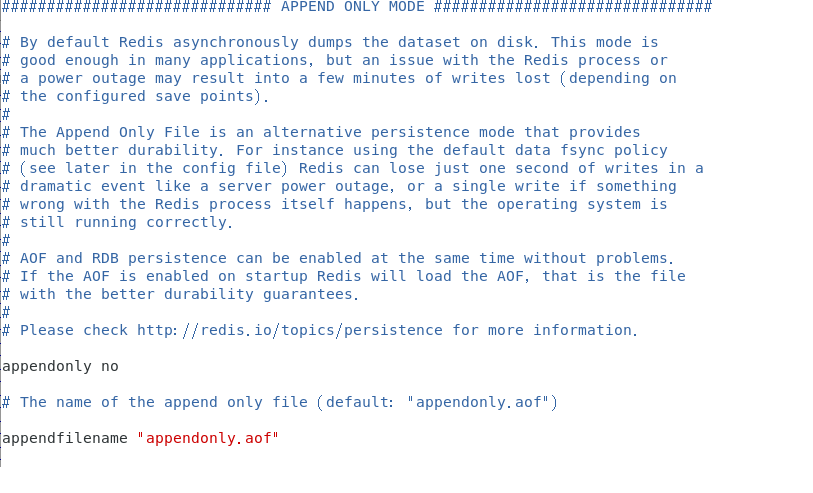 ############################## APPEND ONLY MODE ###############################
# By default Redis asynchronously dumps the dataset on disk. This mode is
# good enough in many applications, but an issue with the Redis process or
# a power outage may result into a few minutes of writes lost (depending on
# the configured save points).
#
# The Append Only File is an alternative persistence mode that provides
# much better durability. For instance using the default data fsync policy
# (see later in the config file) Redis can lose just one second of writes in a
# dramatic event like a server power outage, or a single write if something
# wrong with the Redis process itself happens, but the operating system is
# still running correctly.
#
# AOF and RDB persistence can be enabled at the same time without problems.
# If the AOF is enabled on startup Redis will load the AOF, that is the file
# with the better durability guarantees.
#
# Please check http://redis.io/topics/persistence for more information.
appendonly no
# The name of the append only file (default: "appendonly.aof")
appendfilename "appendonly.aof"